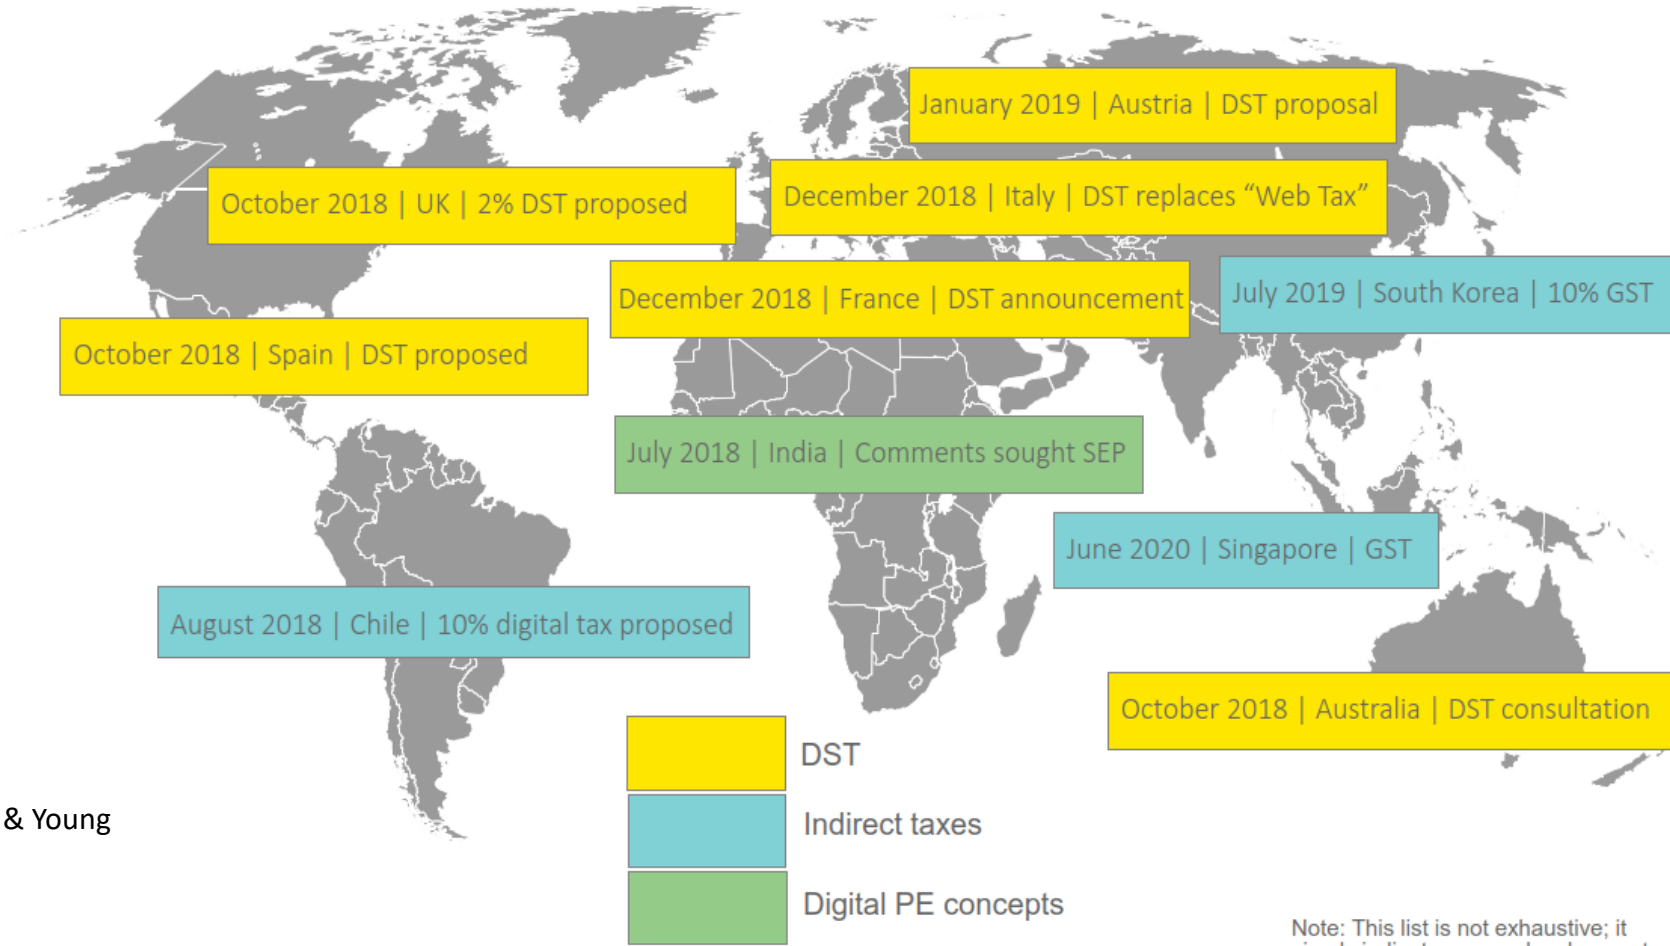 January 2019 | Austria | DST proposal
October 2018 | UK | 2% DST proposed
December 2018 | Italy | DST replaces “Web Tax”
December 2018 | France | DST announcement
July 2019 | South Korea | 10% GST
October 2018 | Spain | DST proposed
July 2018 | India | Comments sought SEP
June 2020 | Singapore | GST
August 2018 | Chile | 10% digital tax proposed
October 2018 | Australia | DST consultation
DST
& Young
Indirect taxes
Digital PE concepts
Note: This list is not exhaustive; it